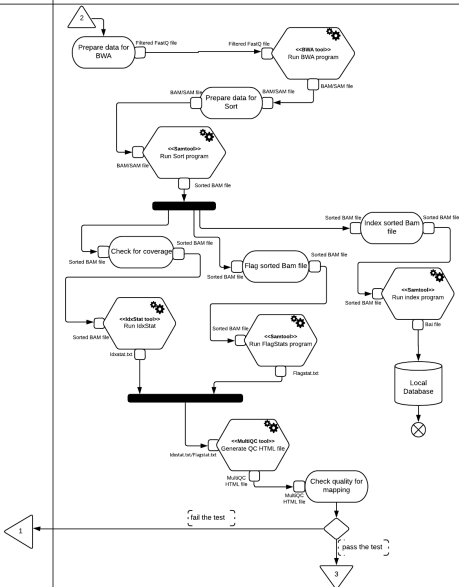 2
Prepare data for
BWA
Filtered FastQ file
Filtered FastQ file
<<BWA tool>>
Run BWA program
BAM/SAM file
BAM/SAM file
Prepare data for
Sort
BAM/SAM file
BAM/SAM file
<<Samtool>>
Run Sort program
Sorted BAM file
Sorted BAM file
Index sorted Bam
file
Sorted BAM file
Sorted BAM file
Check for coverage
Sorted BAM file
Sorted BAM file
Flag sorted Bam file
Sorted BAM file
Sorted BAM file
<<Samtool>>
Run index program
Bai file
Sorted BAM file
<<IdxStat tool>>
Run IdxStat
Idxstat.txt
Sorted BAM file
<<Samtool>>
Run FlagStats program
Flagstat.txt
Local
Database
Idxstat.txt/Flagstat.txt
<<MultiQC tool>>
Generate QC HTML file
MultiQC
HTML file
MultiQC
HTML file
Check quality for
mapping
fail the test
1
pass the test
3